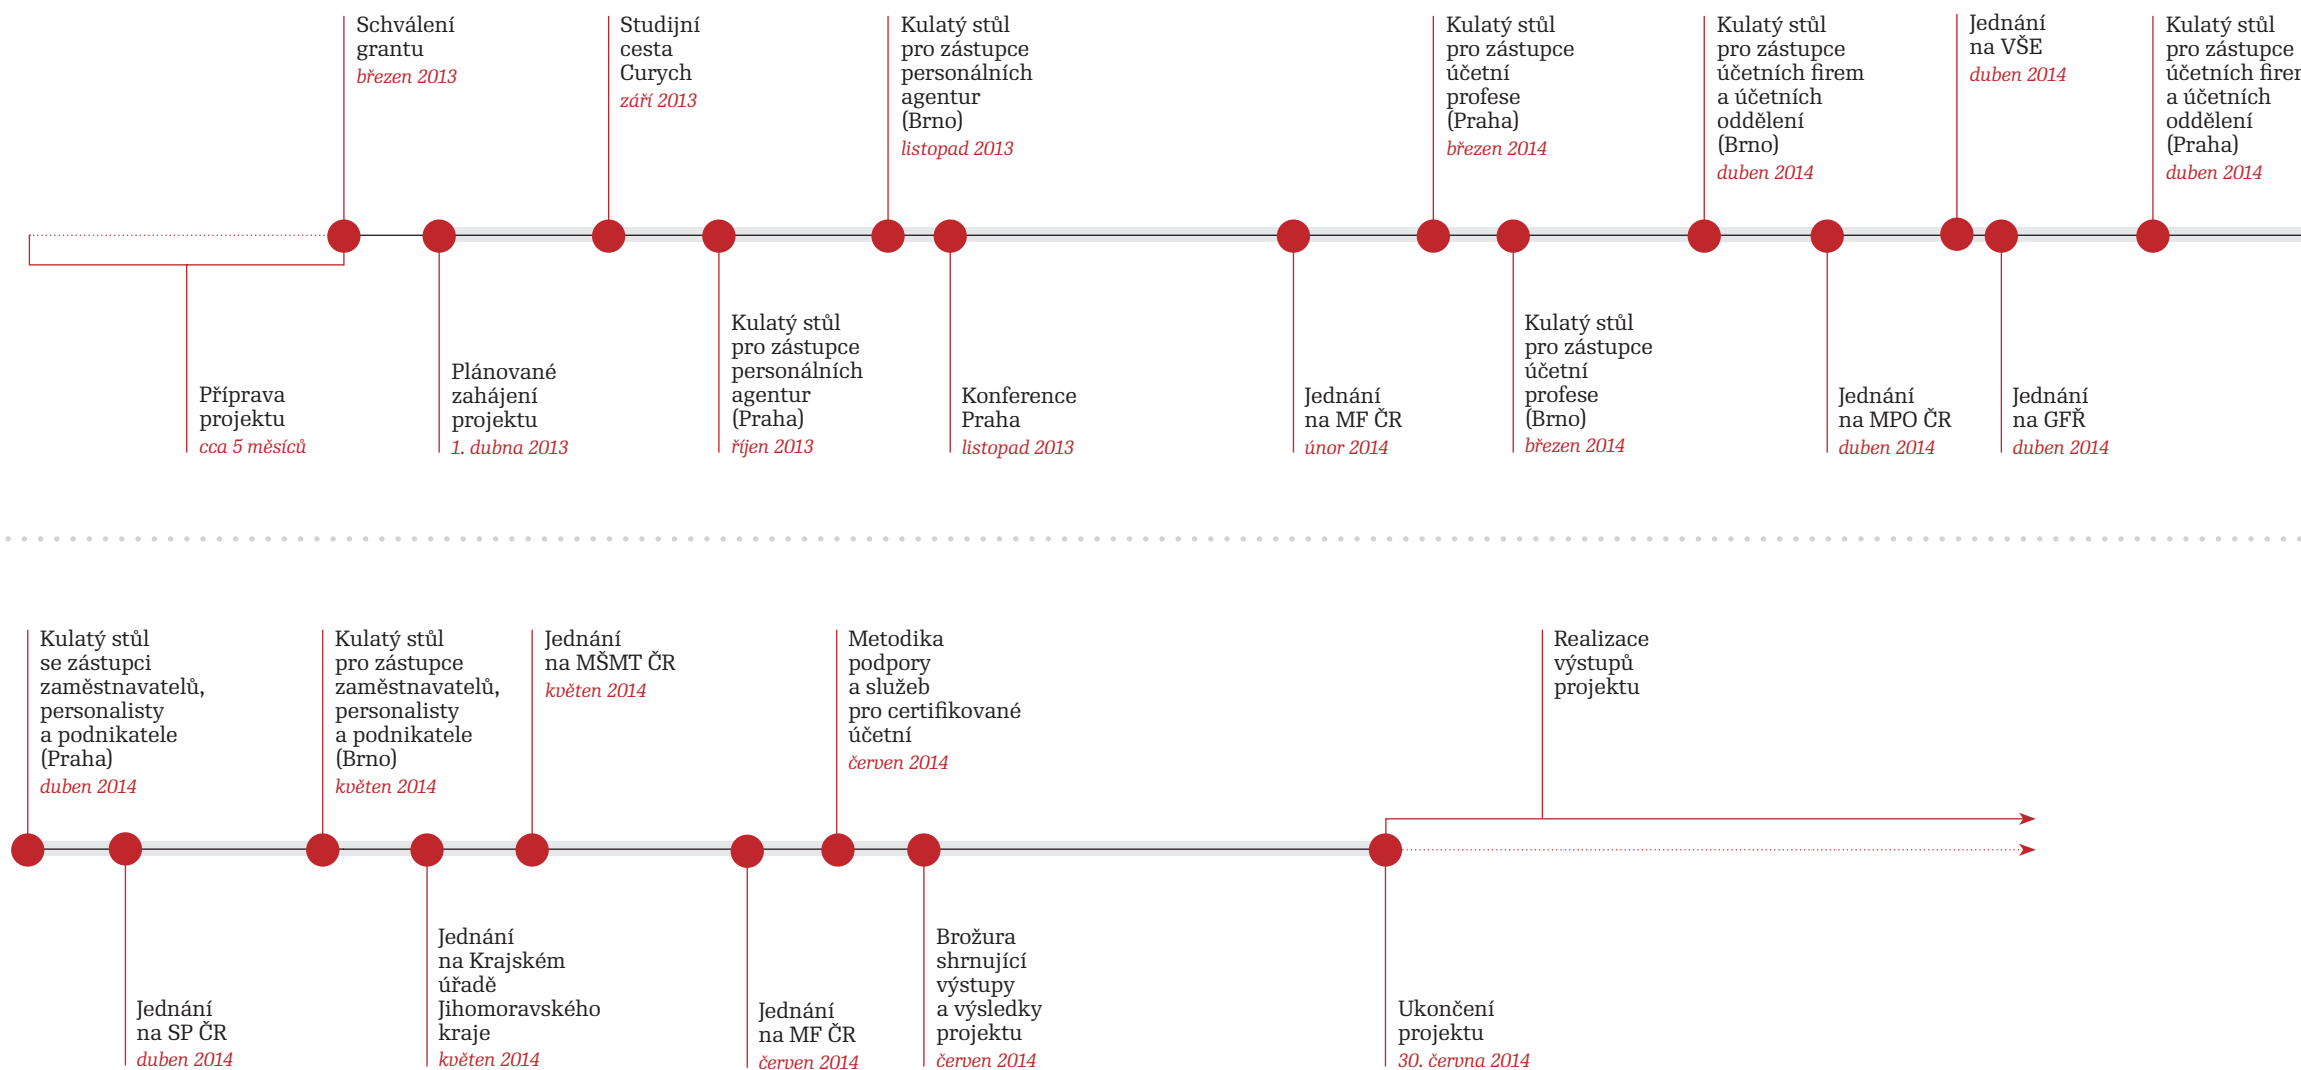 Schválení
grantu
březen 2013
Studijní
cesta
Curych
září 2013
Kulatý stůl
pro zástupce
personálních
agentur
(Brno)
listopad 2013
Kulatý stůl
pro zástupce
účetní
profese
(Praha)
březen 2014
Kulatý stůl
pro zástupce
účetních firem
a účetních
oddělení
(Brno)
duben 2014
Jednání
na VŠE
duben 2014
Kulatý stůl
pro zástupce
účetních
a účetních
oddělení
(Praha)
duben 2014
Příprava
projektu
cca 5 měsíců
Plánované
zahájení
projektu
1. dubna 2013
Kulatý stůl
pro zástupce
personálních
agentur
(Praha)
říjen 2013
Konference
Praha
listopad 2013
Jednání
na MF ČR
únor 2014
Kulatý stůl
pro zástupce
účetní
profese
(Brno)
březen 2014
Jednání
na MPO ČR
duben 2014
Jednání
na GFŘ
duben 2014
Kulatý stůl
se zástupci
zaměstnavatelů,
personalisty
a podnikatele
(Praha)
duben 2014
Kulatý stůl
pro zástupce
zaměstnavatelů,
personalisty
a podnikatele
(Brno)
květen 2014
Jednání
na MŠMT ČR
květen 2014
Metodika
podpory
a služeb
pro certifikované
účetní
červen 2014
Realizace
výstupů
projektu
Jednání
na SP ČR
duben 2014
Jednání
na Krajském
úřadě
Jihomoravského
kraje
květen 2014
Jednání
na MF ČR
červen 2014
Brožura
shrnující
výstupy
a výsledky
projektu
červen 2014
Ukončení
projektu
30. června 2014